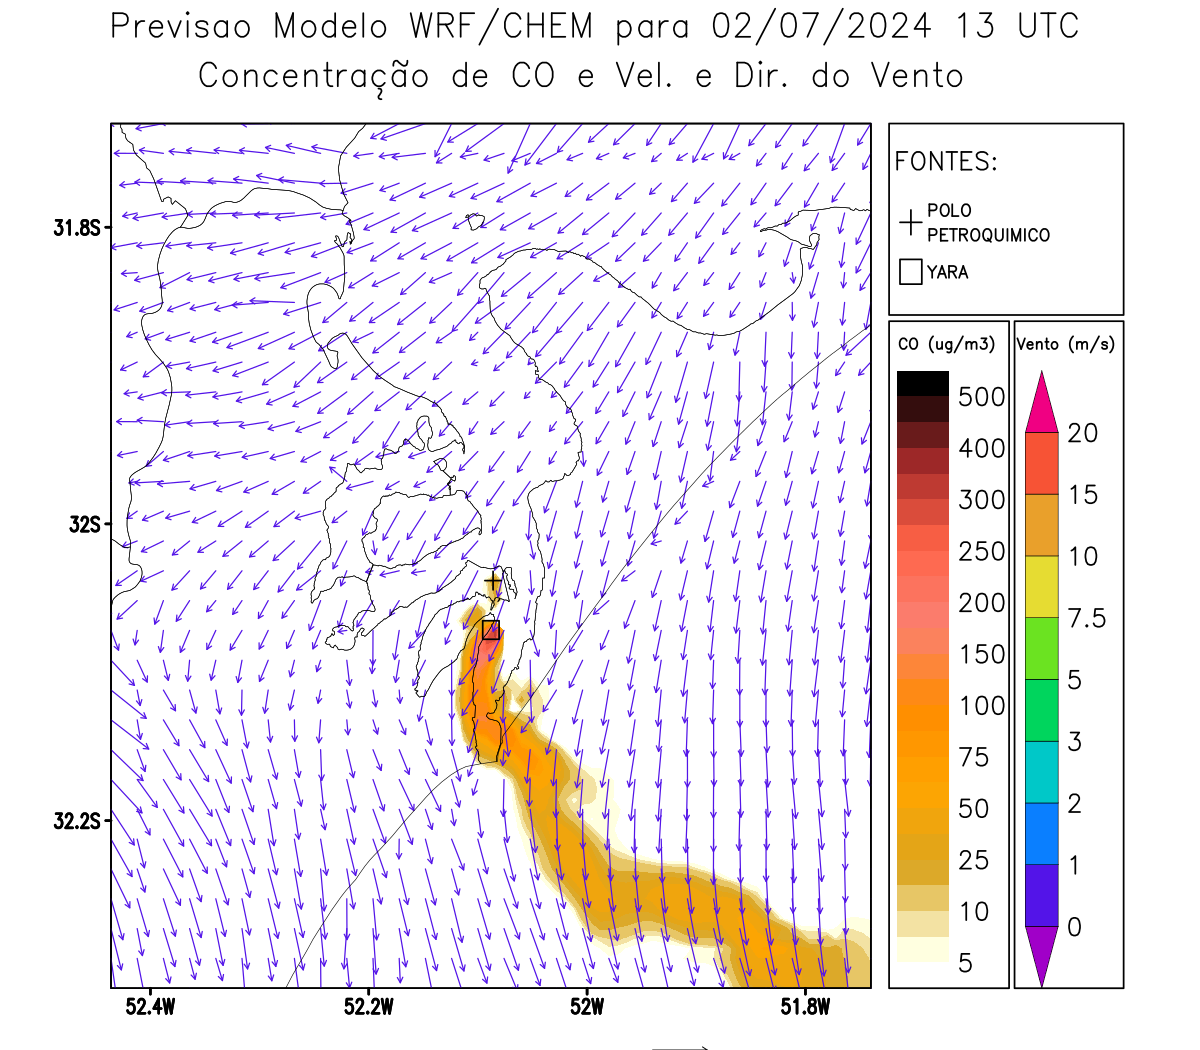 Previsao Modelo WRF/CHEM para 02/07/2024 13 UTC
Concentração de CO e Vel. e Dir. do Vento
FONTES:
POLO
PETROQUIMICO
YARA
31.8S
32S
32.2S
52.4W
52.2W
52W
51.8W
CO (ug/m3)
500
400
300
250
200
150
100
75
50
25
10
5
Vento (m/s)
20
15
10
7.5
5
3
2
1
0